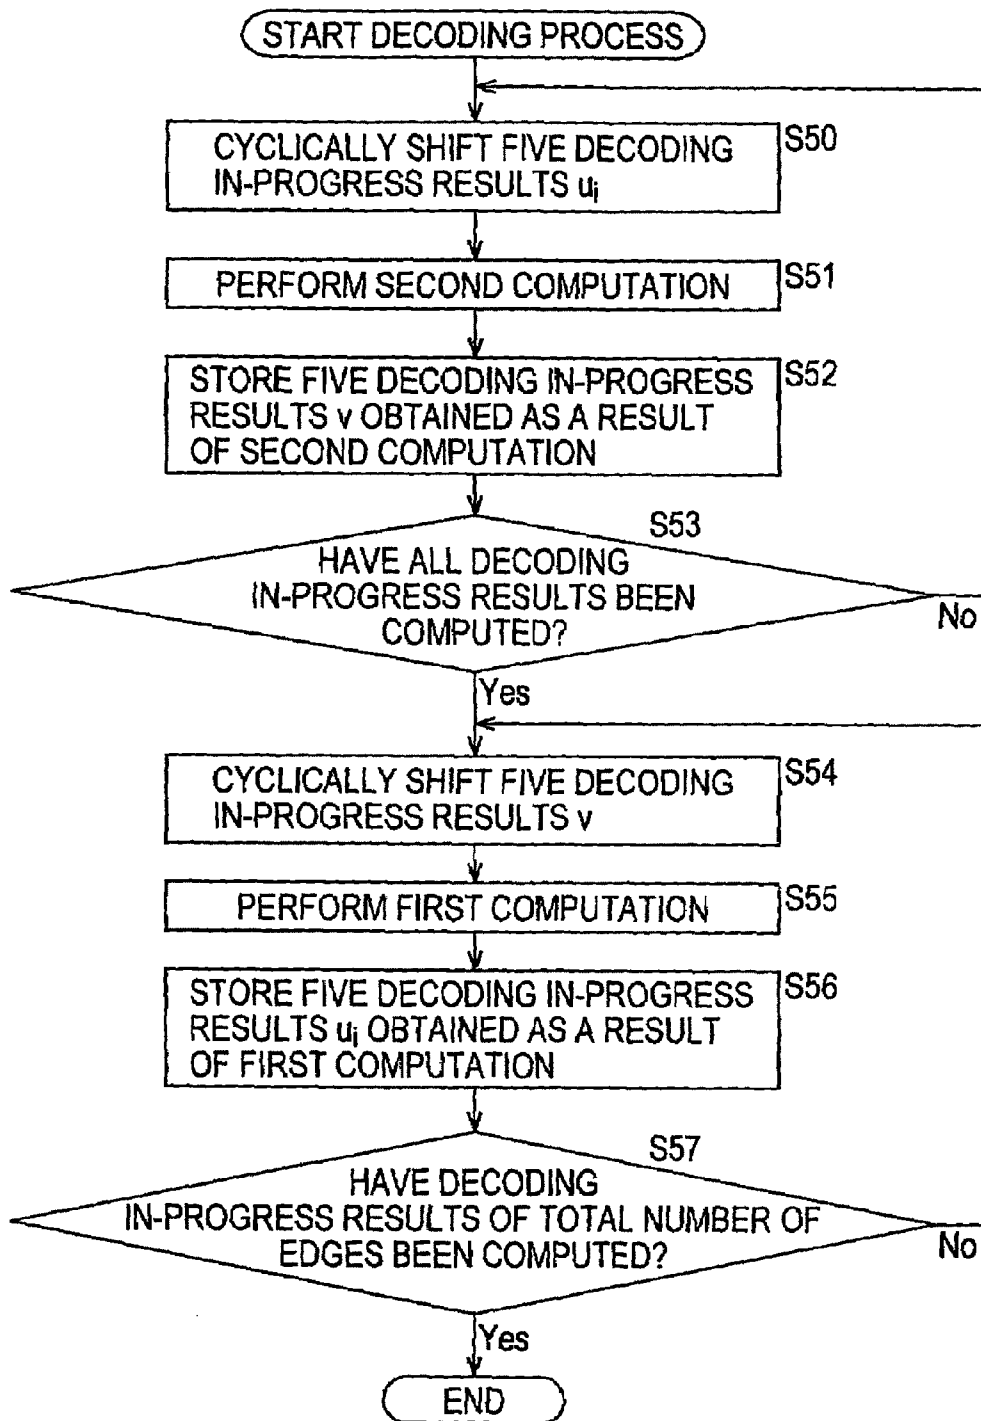 START DECODING PROCESS
S50
CYCLICALLY SHIFT FIVE DECODING
IN-PROGRESS RESULTS ui
S51
PERFORM SECOND COMPUTATION
S52
STORE FIVE DECODING IN-PROGRESS
RESULTS v OBTAINED AS A RESULT
OF SECOND COMPUTATION
S53
HAVE ALL DECODING
IN-PROGRESS RESULTS BEEN
COMPUTED?
No
Yes
S54
CYCLICALLY SHIFT FIVE DECODING
IN-PROGRESS RESULTS v
S55
PERFORM FIRST COMPUTATION
S56
STORE FIVE DECODING IN-PROGRESS
RESULTS ui OBTAINED AS A RESULT
OF FIRST COMPUTATION
S57
HAVE DECODING
IN-PROGRESS RESULTS OF TOTAL NUMBER OF
EDGES BEEN COMPUTED?
No
Yes
END